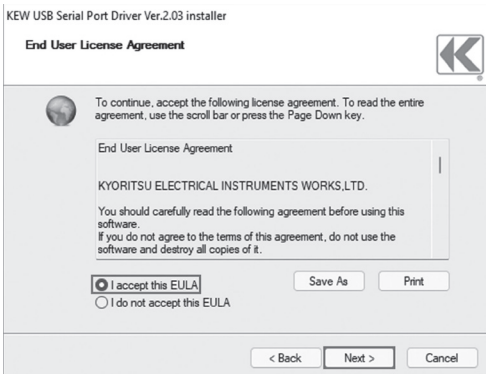 KEW USB Serial Port Driver Ver.2.03 installer
End User License Agreement
To continue, accept the following license agreement. To read the entire
agreement, use the scroll bar or press the Page Down key.
End User License Agreement
KYORITSU ELECTRICAL INSTRUMENTS WORKS,LTD.
You should carefully read the following agreement before using this
software.
If you do not agree to the terms of this agreement, do not use the
software and destroy all copies of it.
I accept this EULA
Save As
Print
I do not accept this EULA
< Back
Next >
Cancel